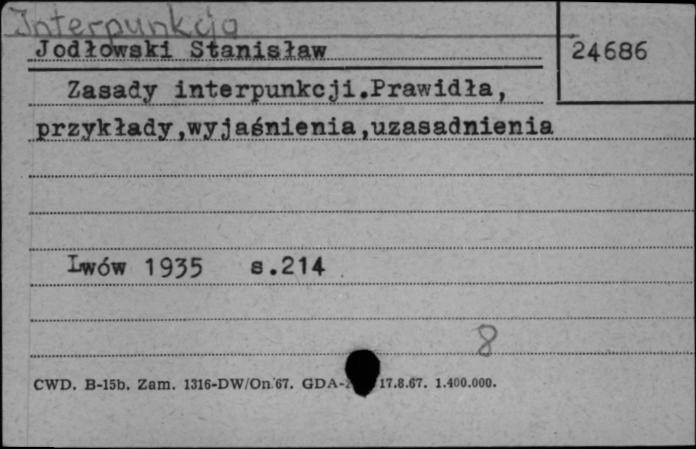 Interpunkcja
Jodłowski Stanisław
24686
Zasady interpunkcji.Prawidła,
przykłady,wyjaśnienia,uzasadnienia
Lwów 1935 s.214
8
CWD. B-15b. Zam. 1316-DW/On.67. GDA- 17.8.67. 1.400.000.